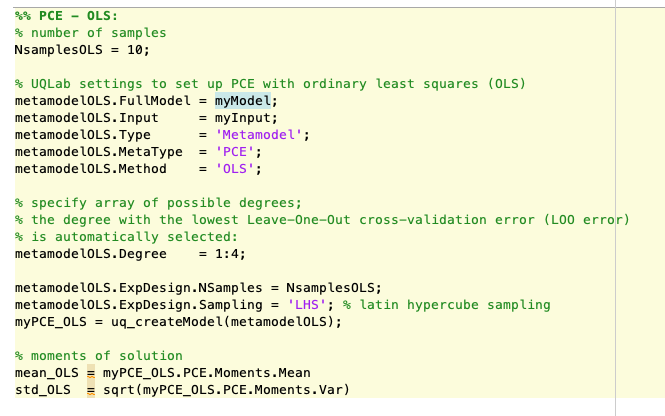 %% PCE - OLS:
% number of samples
NsamplesOLS = 10;
% UQLab settings to set up PCE with ordinary least squares (OLS)
metamodelOLS.FullModel = myModel;
metamodelOLS.Input     = myInput;
metamodelOLS.Type      = 'Metamodel';
metamodelOLS.MetaType  = 'PCE';
metamodelOLS.Method    = 'OLS';
% specify array of possible degrees;
% the degree with the lowest Leave-One-Out cross-validation error (LOO error)
% is automatically selected:
metamodelOLS.Degree    = 1:4;
metamodelOLS.ExpDesign.NSamples = NsamplesOLS;
metamodelOLS.ExpDesign.Sampling = 'LHS'; % latin hypercube sampling
myPCE_OLS = uq_createModel(metamodelOLS);
% moments of solution
mean_OLS = myPCE_OLS.PCE.Moments.Mean
std_OLS  = sqrt(myPCE_OLS.PCE.Moments.Var)